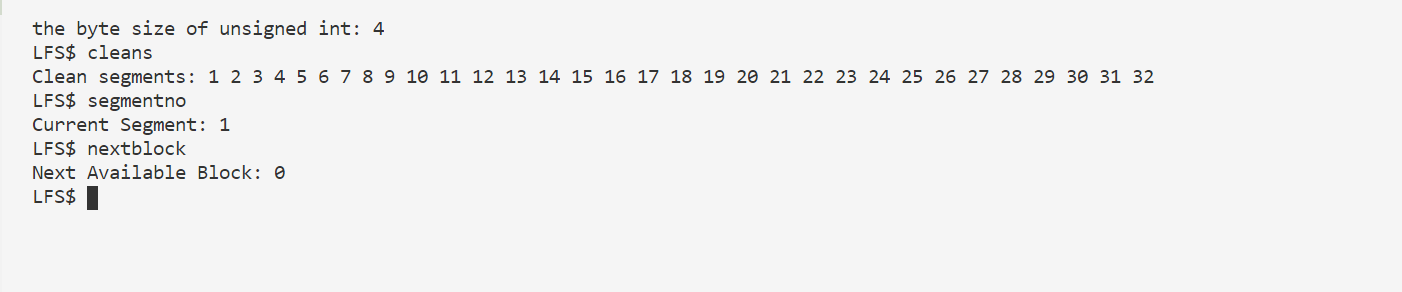 the byte size of unsigned int: 4
LFS$ cleans
Clean segments: 1 2 3 4 5 6 7 8 9 10 11 12 13 14 15 16 17 18 19 20 21 22 23 24 25 26 27 28 29 30 31 32
LFS$ segmentno
Current Segment: 1
LFS$ nextblock
Next Available Block: 0
LFS$